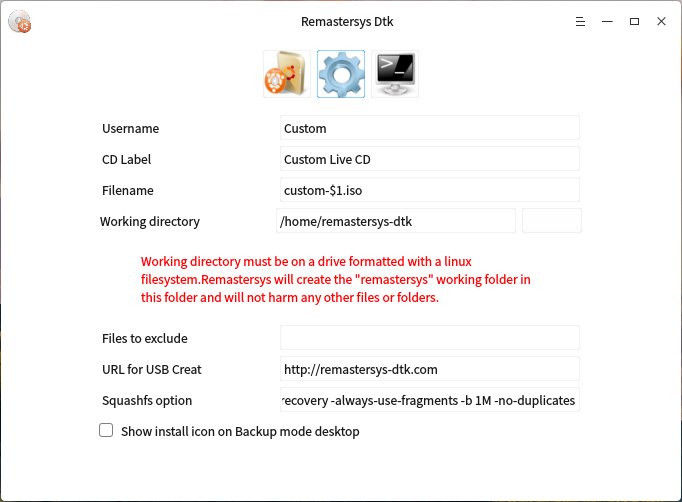 Remastersys Dtk
>_
Username Custom
CD Label Custom Live CD
Filename custom-$1.iso
Working directory /home/remastersys-dtk
Working directory must be on a drive formatted with a linux
filesystem.Remastersys will create the "remastersys" working folder in
this folder and will not harm any other files or folders.
Files to exclude
URL for USB Creat http://remastersys-dtk.com
Squashfs option recovery -always-use-fragments -b 1M -no-duplicates
Show install icon on Backup mode desktop